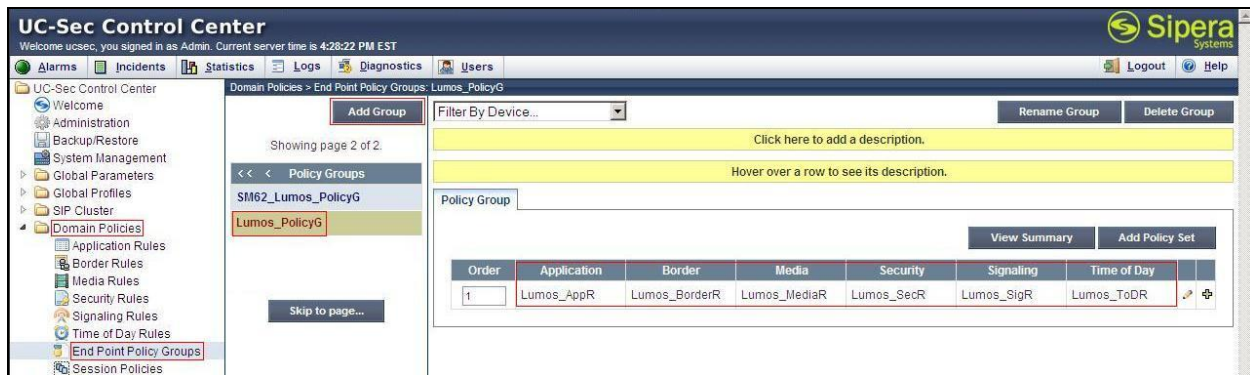 UC-Sec Control Center
Welcome ucsec, you signed in as Admin. Current server time is 4:28:22 PM EST
Sipera
Systems
Alarms Incidents Statistics Logs Diagnostics Users Logout Help
UC-Sec Control Center
Welcome
Administration
Backup/Restore
System Management
Global Parameters
Global Profiles
SIP Cluster
Domain Policies
Application Rules
Border Rules
Media Rules
Security Rules
Signaling Rules
Time of Day Rules
End Point Policy Groups
Session Policies
Domain Policies > End Point Policy Groups: Lumos_PolicyG
Add Group
Showing page 2 of 2.
<< < Policy Groups
SM62_Lumos_PolicyG
Lumos_PolicyG
Skip to page...
Filter By Device...
Rename Group Delete Group
Click here to add a description.
Hover over a row to see its description.
Policy Group
View Summary Add Policy Set
Order Application Border Media Security Signaling Time of Day
1 Lumos_AppR Lumos_BorderR Lumos_MediaR Lumos_SecR Lumos_SigR Lumos_ToDR